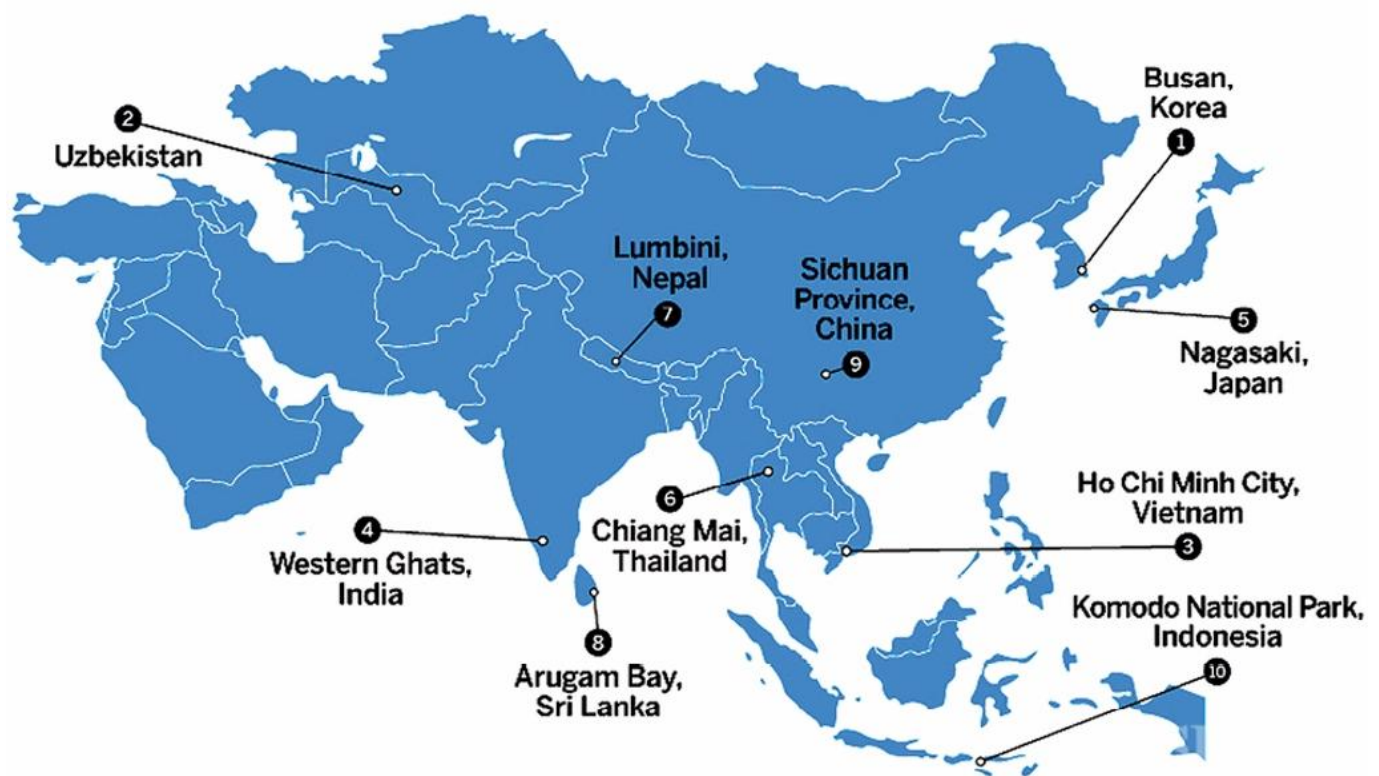 Busan,
Korea
1
2
Uzbekistan
Lumbini,
Nepal
7
Sichuan
Province,
China
9
5
Nagasaki,
Japan
6
Chiang Mai,
Thailand
Ho Chi Minh City,
Vietnam
3
4
Western Ghats,
India
8
Arugam Bay,
Sri Lanka
Komodo National Park,
Indonesia
10